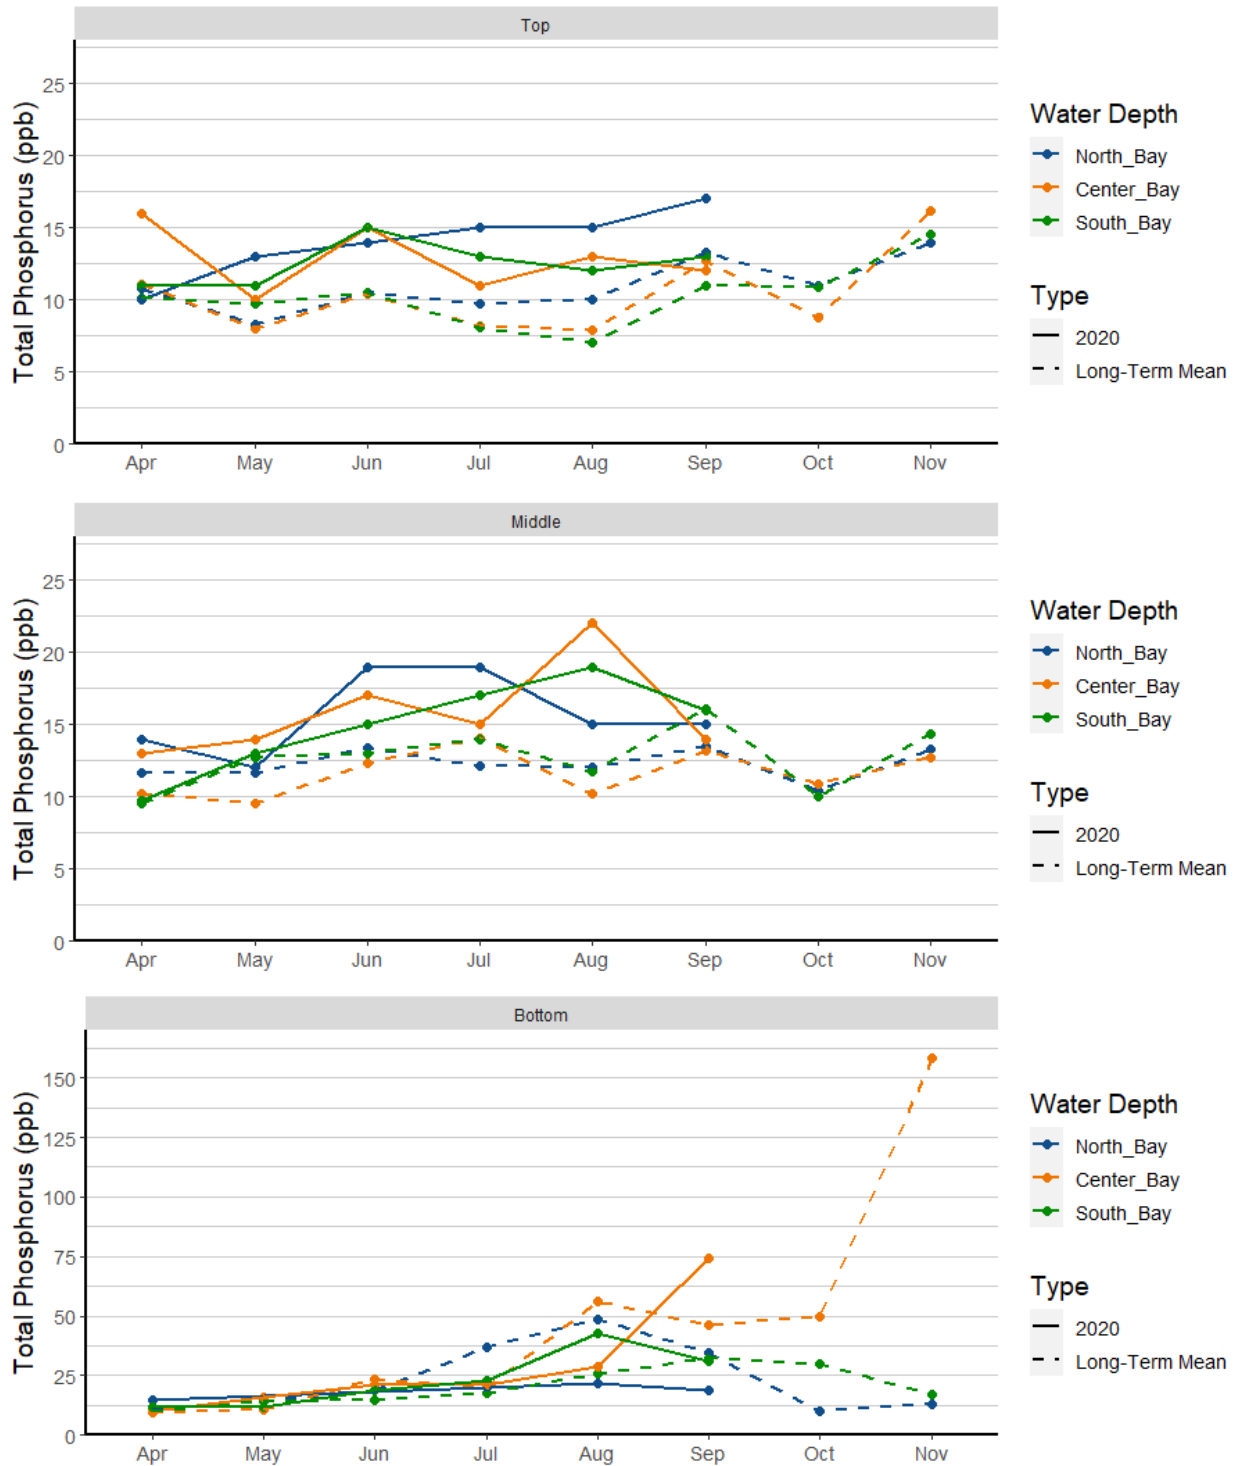 Top
Total Phosphorus (ppb)
25
20
15
10
5
0
Apr May Jun Jul Aug Sep Oct Nov
Water Depth
North_Bay
Center_Bay
South_Bay
Type
2020
Long-Term Mean
Middle
Total Phosphorus (ppb)
25
20
15
10
5
0
Apr May Jun Jul Aug Sep Oct Nov
Water Depth
North_Bay
Center_Bay
South_Bay
Type
2020
Long-Term Mean
Bottom
Total Phosphorus (ppb)
150
125
100
75
50
25
0
Apr May Jun Jul Aug Sep Oct Nov
Water Depth
North_Bay
Center_Bay
South_Bay
Type
2020
Long-Term Mean